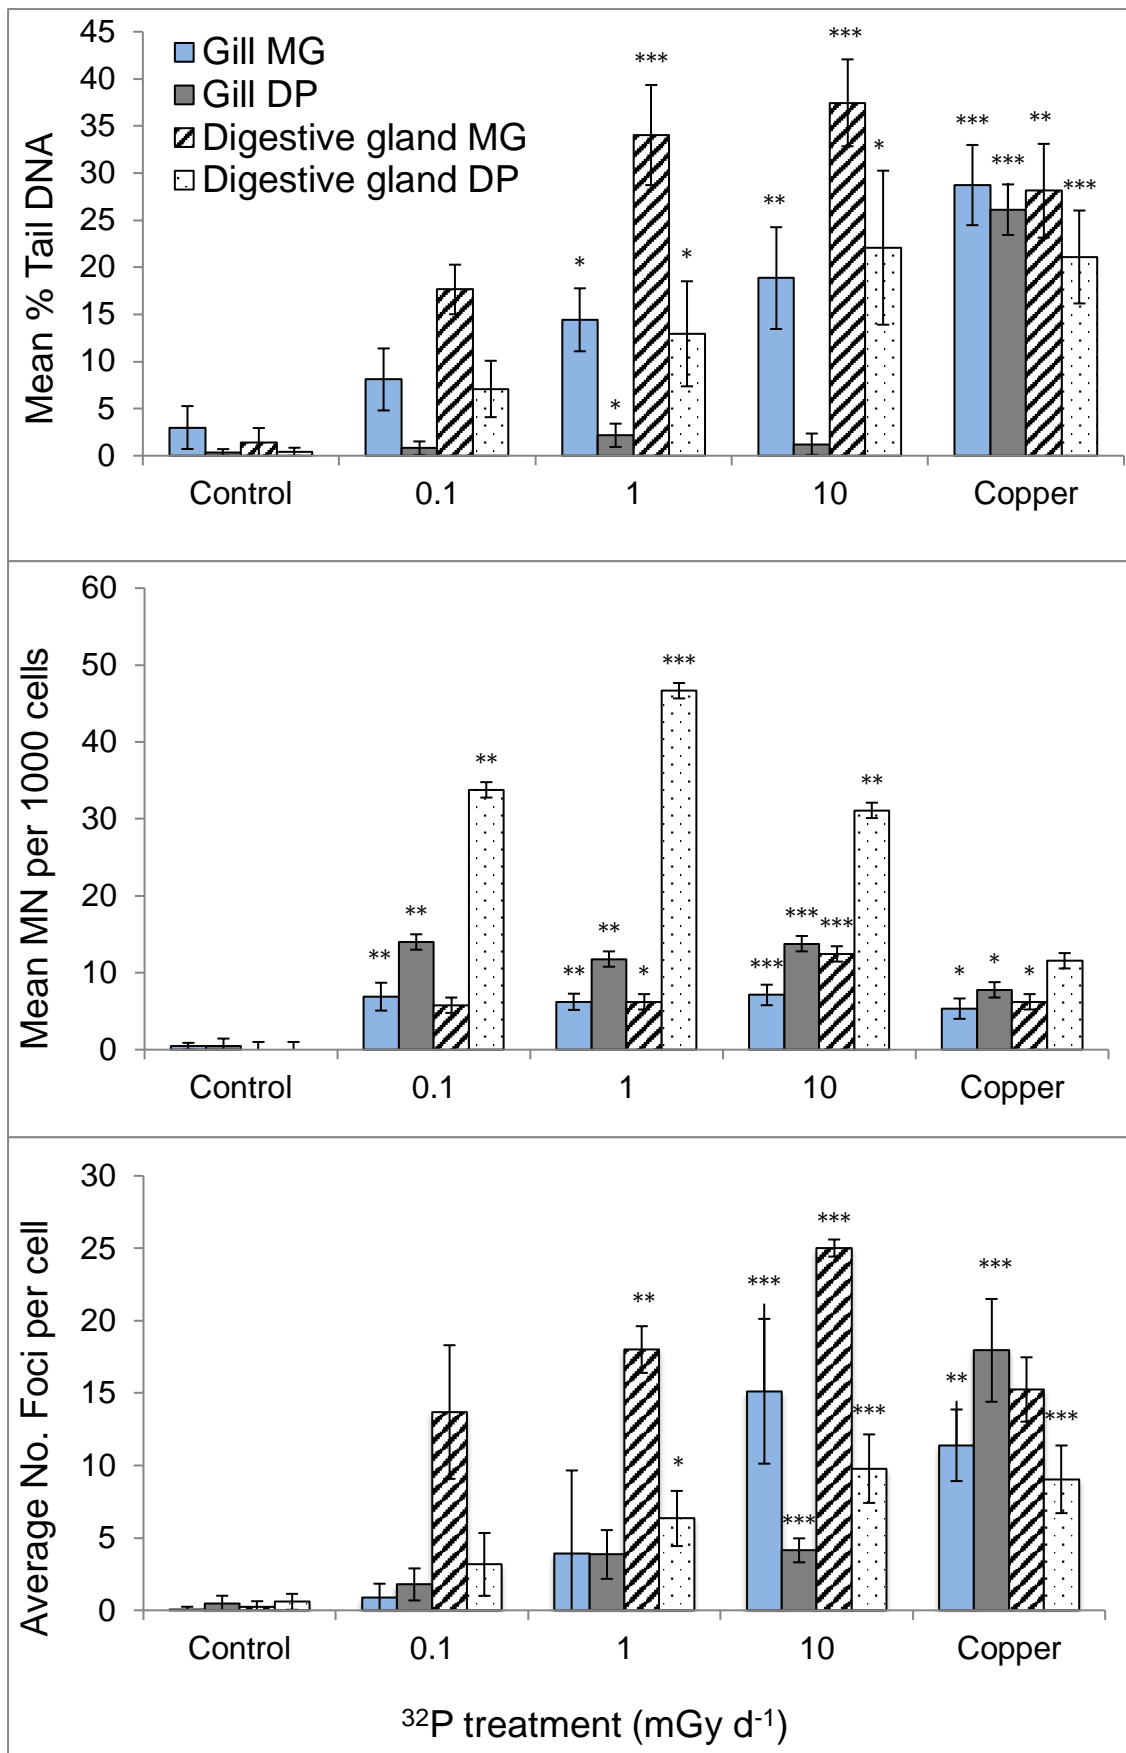 Mean % Tail DNA
45
40
35
30
25
20
15
10
5
0
Gill MG
Gill DP
Digestive gland MG
Digestive gland DP
* *** * *
** *** *
*** *** ** ***
Control 0.1 1 10 Copper
Mean MN per 1000 cells
60
50
40
30
20
10
0
** ** **
** ** * ***
*** *** *** **
* * *
Control 0.1 1 10 Copper
Average No. Foci per cell
30
25
20
15
10
5
0
** *
*** *** *** ***
** *** ***
Control 0.1 1 10 Copper
³²P treatment (mGy d⁻¹)